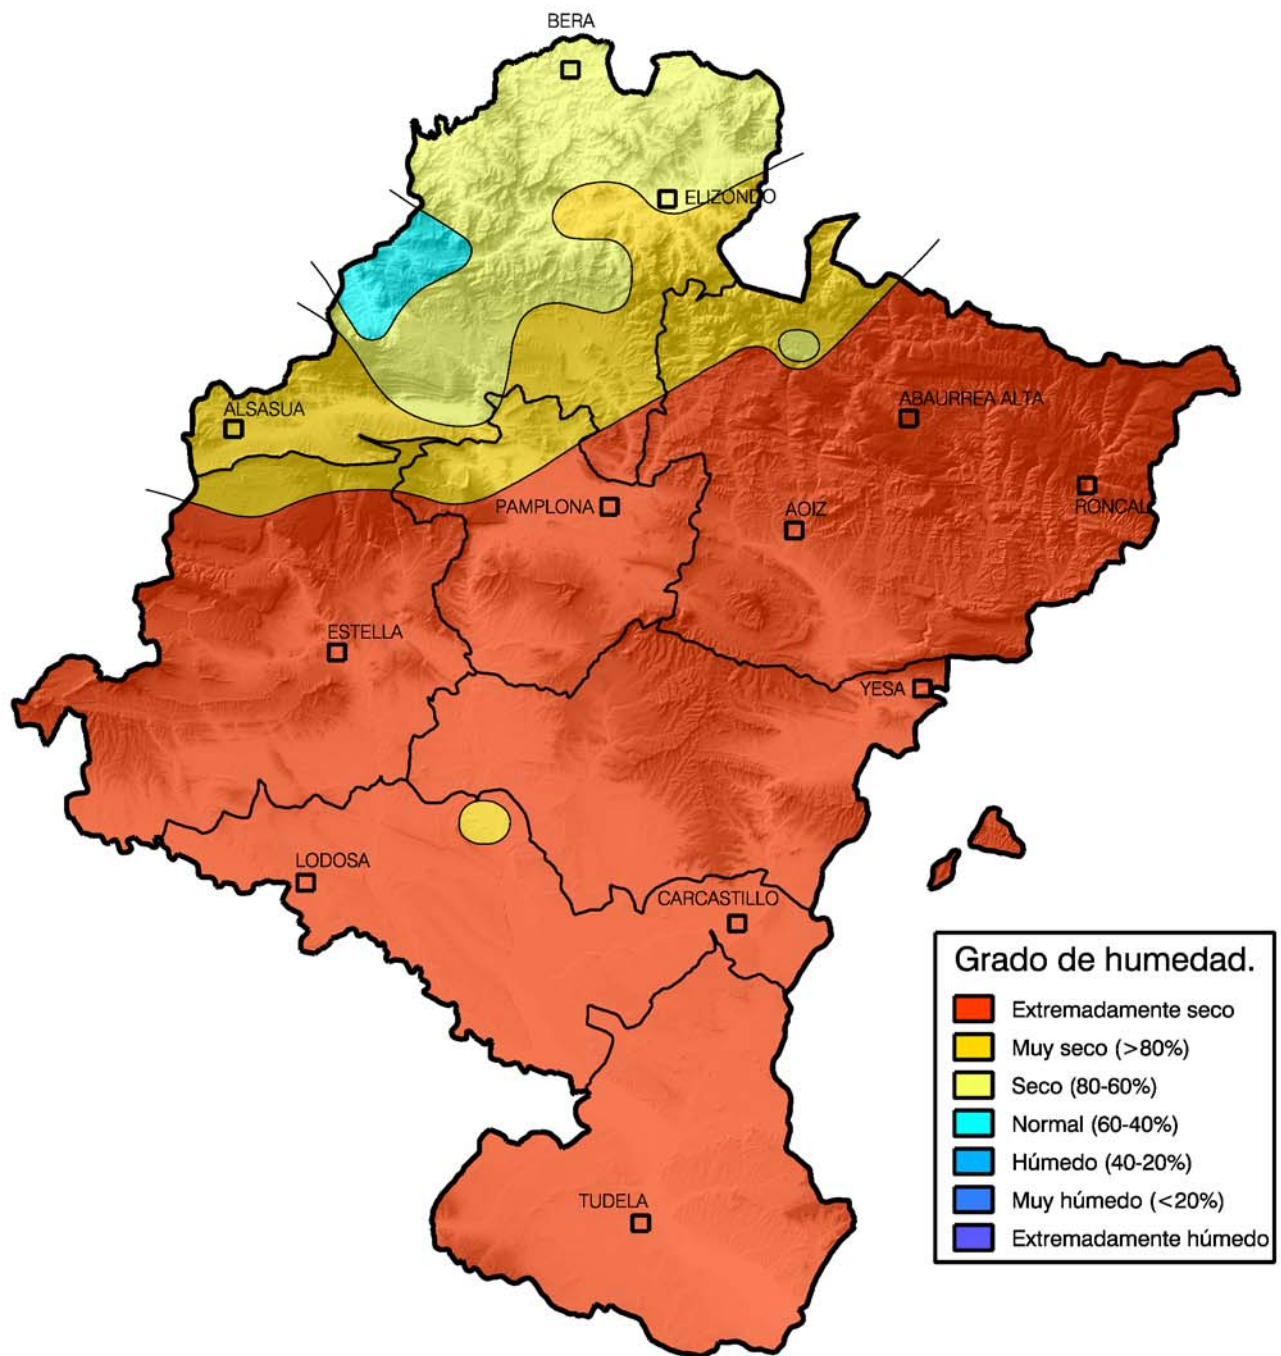 BERA
ELIZONDO
ALSASUA
ABAURREA ALTA
PAMPLONA
AOIZ
RONCAL
ESTELLA
YESA
LODOSA
CARCASTILLO
TUDELA
Grado de humedad.
Extremadamente seco
Muy seco (>80%)
Seco (80-60%)
Normal (60-40%)
Húmedo (40-20%)
Muy húmedo (<20%)
Extremadamente húmedo